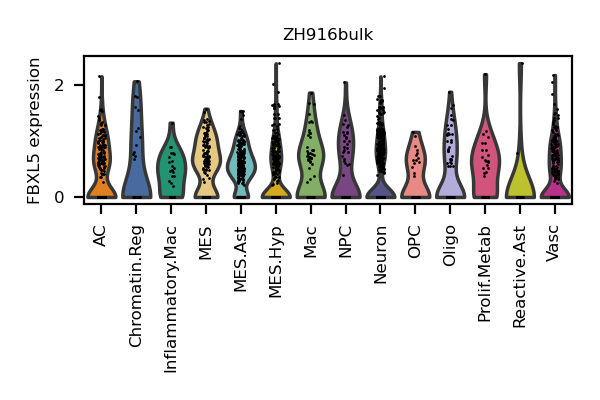 ZH916bulk
FBXL5 expression
2
0
AC
Chromatin.Reg
Inflammatory.Mac
MES
MES.Ast
MES.Hyp
Mac
NPC
Neuron
OPC
Oligo
Prolif.Metab
Reactive.Ast
Vasc